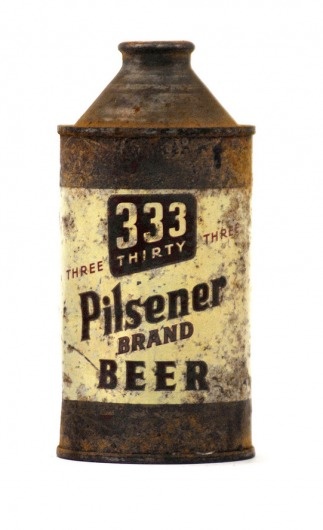 333
THREE THIRTY THREE
Pilsener
BRAND
BEER